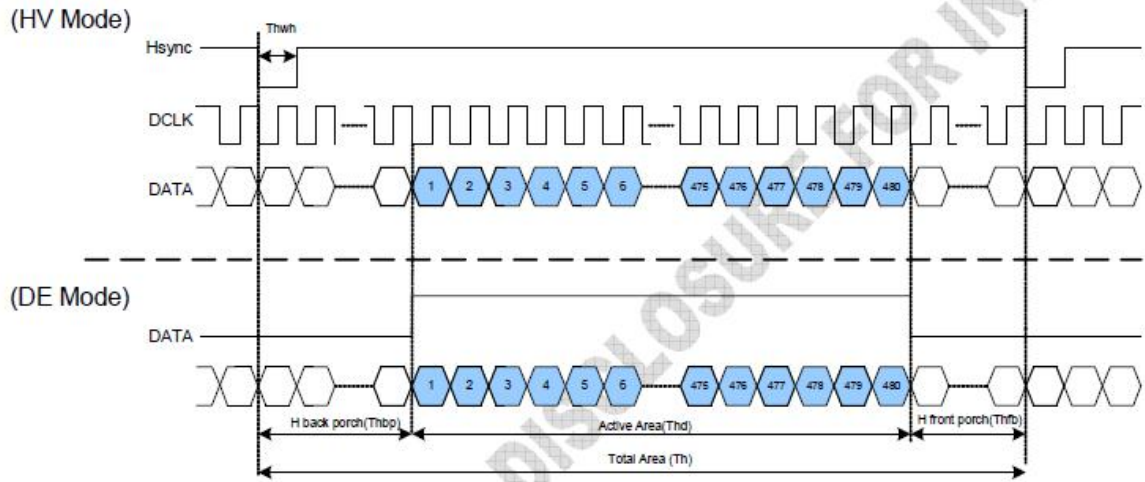 (HV Mode)
Thwh
Hsync
DCLK
DATA
1 2 3 4 5 6 475 476 477 478 479 480
(DE Mode)
DATA
1 2 3 4 5 6 475 476 477 478 479 480
H back porch(Thbp)
Active Area(Thd)
H front porch(Thfb)
Total Area (Th)
DISCLOSURE FOR